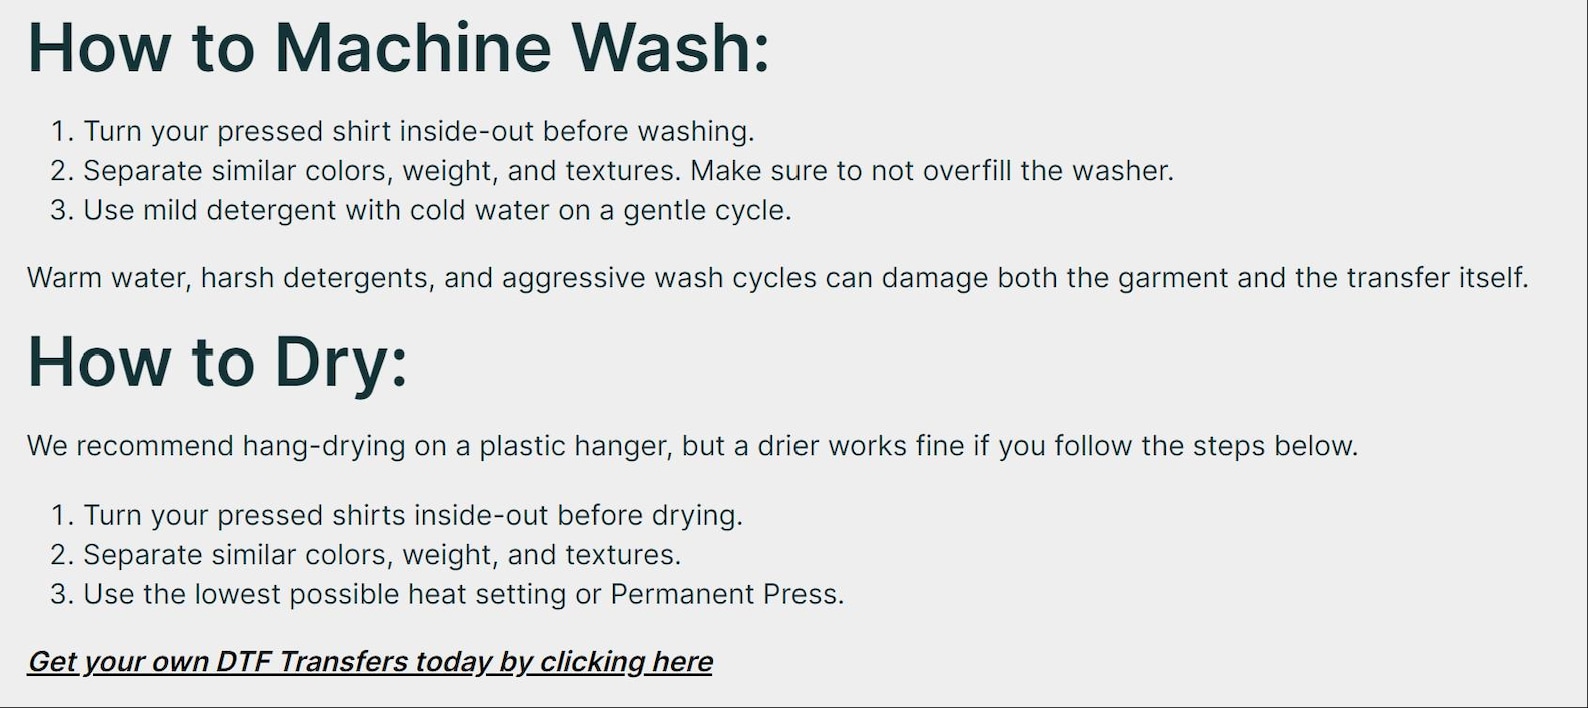 How to Machine Wash:
1. Turn your pressed shirt inside-out before washing.
2. Separate similar colors, weight, and textures. Make sure to not overfill the washer.
3. Use mild detergent with cold water on a gentle cycle.
Warm water, harsh detergents, and aggressive wash cycles can damage both the garment and the transfer itself.
How to Dry:
We recommend hang-drying on a plastic hanger, but a drier works fine if you follow the steps below.
1. Turn your pressed shirts inside-out before drying.
2. Separate similar colors, weight, and textures.
3. Use the lowest possible heat setting or Permanent Press.
Get your own DTF Transfers today by clicking here